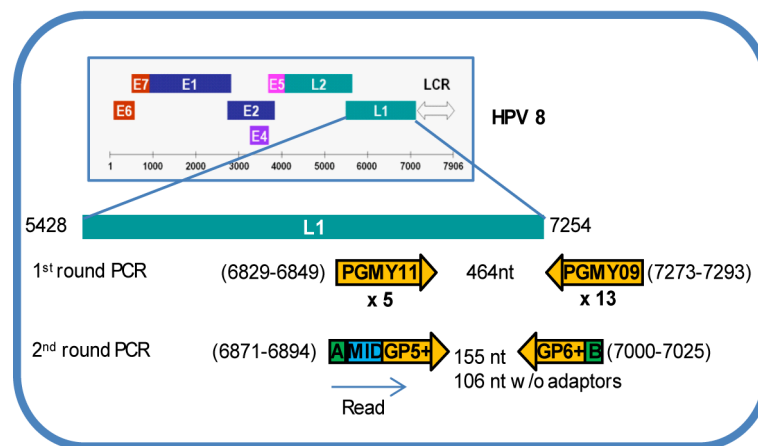 E7 E1 E5 L2 LCR
E6 E2 L1
E4
HPV 8
1 1000 2000 3000 4000 5000 6000 7000 7906
5428 L1 7254
1st round PCR (6829-6849) PGMY11 464nt PGMY09 (7273-7293)
x 5 x 13
2nd round PCR (6871-6894) A MID GP5+ 155 nt GP6+ B (7000-7025)
106 nt w/o adaptors
Read